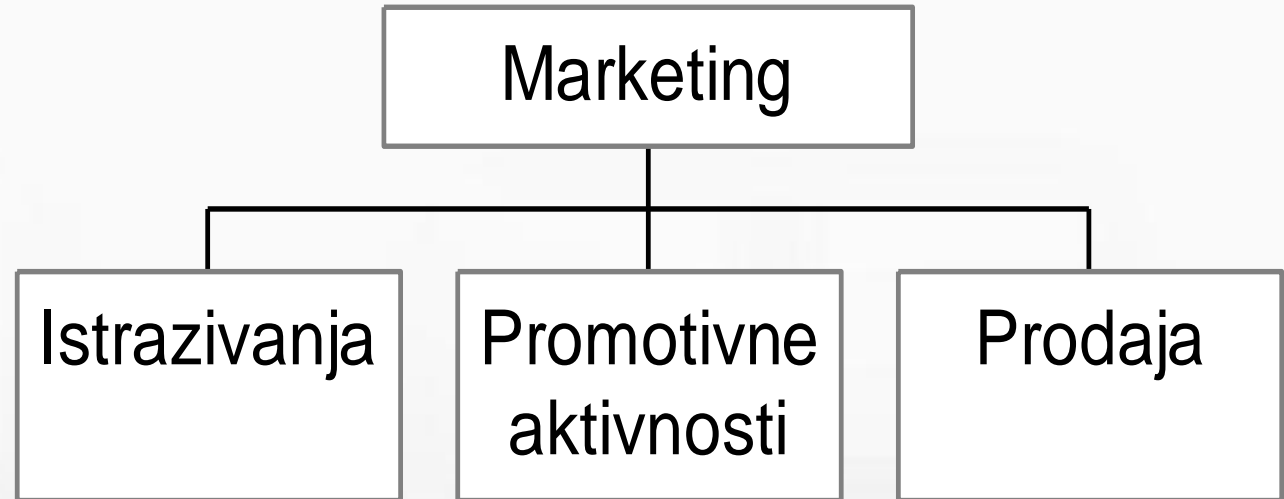 Marketing
Istrazivanja
Promotivne
aktivnosti
Prodaja